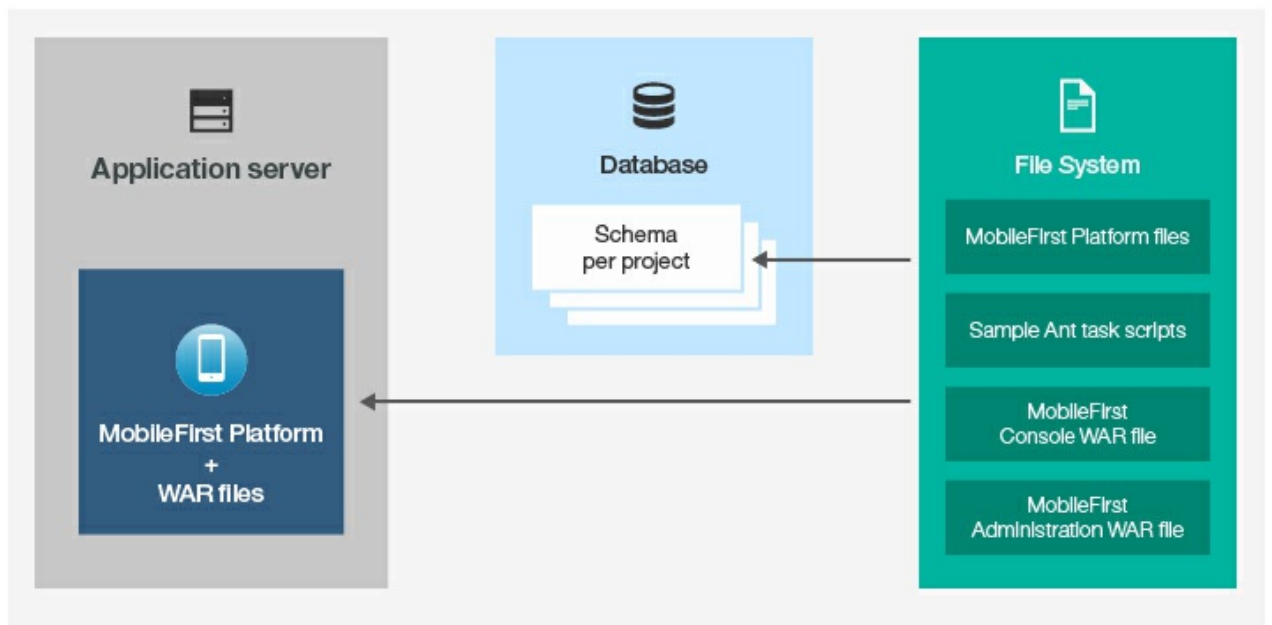 Application server
MobileFirst Platform
+
WAR files
Database
Schema
per project
File System
MobileFIrst Platform files
Sample Ant task scripts
MobileFirst
Console WAR file
MobileFirst
Administration WAR file